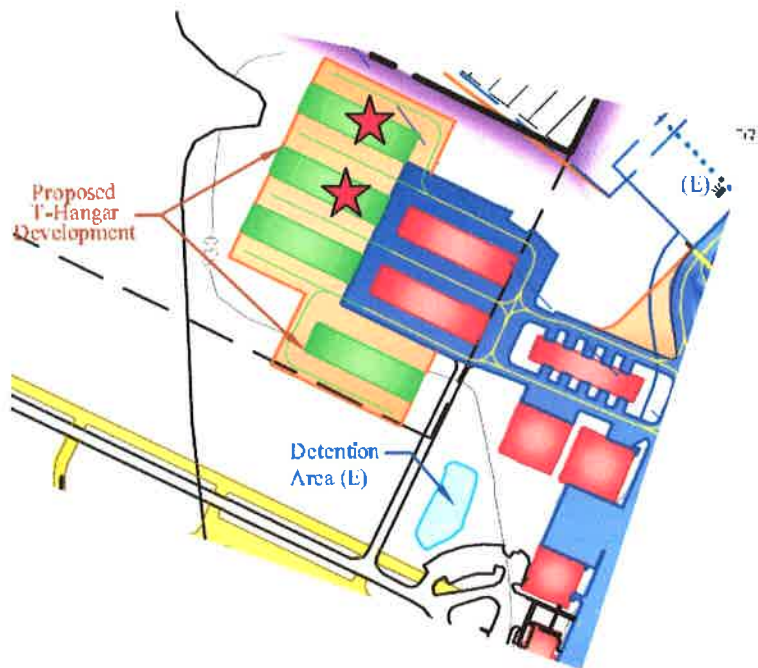 (E)
Proposed
T-Hangar
Development
Detention
Area (E)